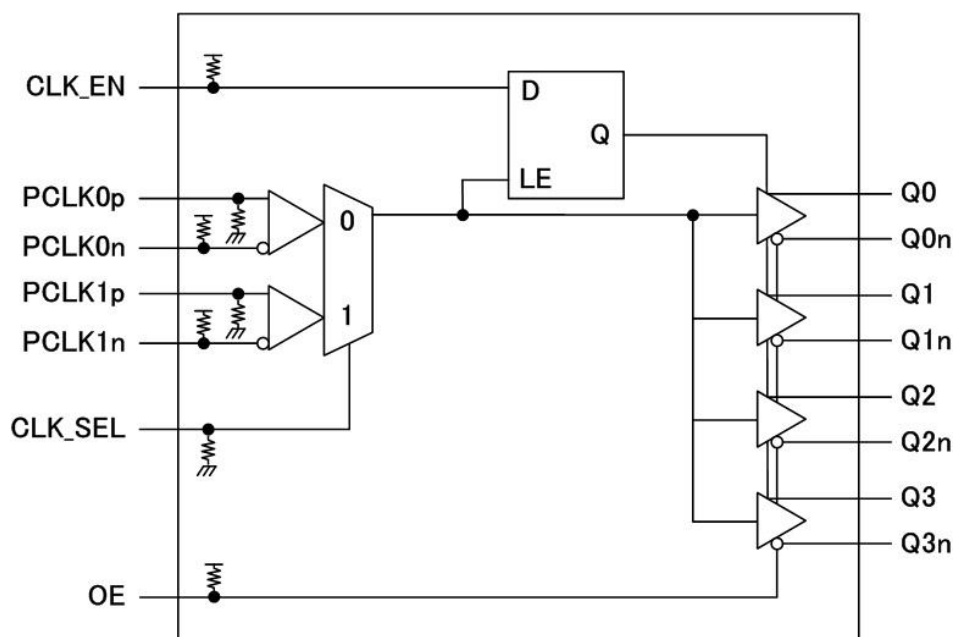 CLK_EN
D
Q
LE
PCLK0p
PCLK0n
PCLK1p
PCLK1n
0
1
CLK_SEL
OE
Q0
Q0n
Q1
Q1n
Q2
Q2n
Q3
Q3n